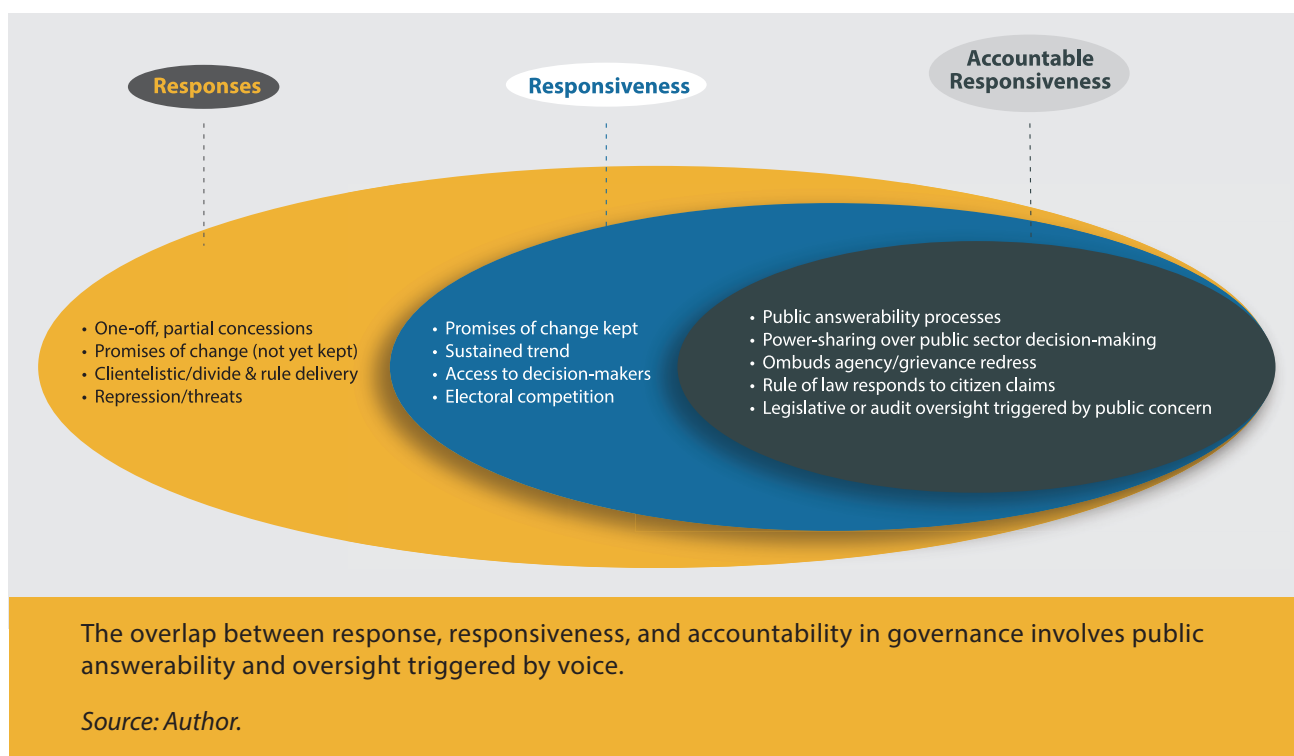 Responses
Responsiveness
Accountable
Responsiveness
• One-off, partial concessions
• Promises of change (not yet kept)
• Clientelistic/divide & rule delivery
• Repression/threats
• Promises of change kept
• Sustained trend
• Access to decision-makers
• Electoral competition
• Public answerability processes
• Power-sharing over public sector decision-making
• Ombuds agency/grievance redress
• Rule of law responds to citizen claims
• Legislative or audit oversight triggered by public concern
The overlap between response, responsiveness, and accountability in governance involves public
answerability and oversight triggered by voice.
Source: Author.